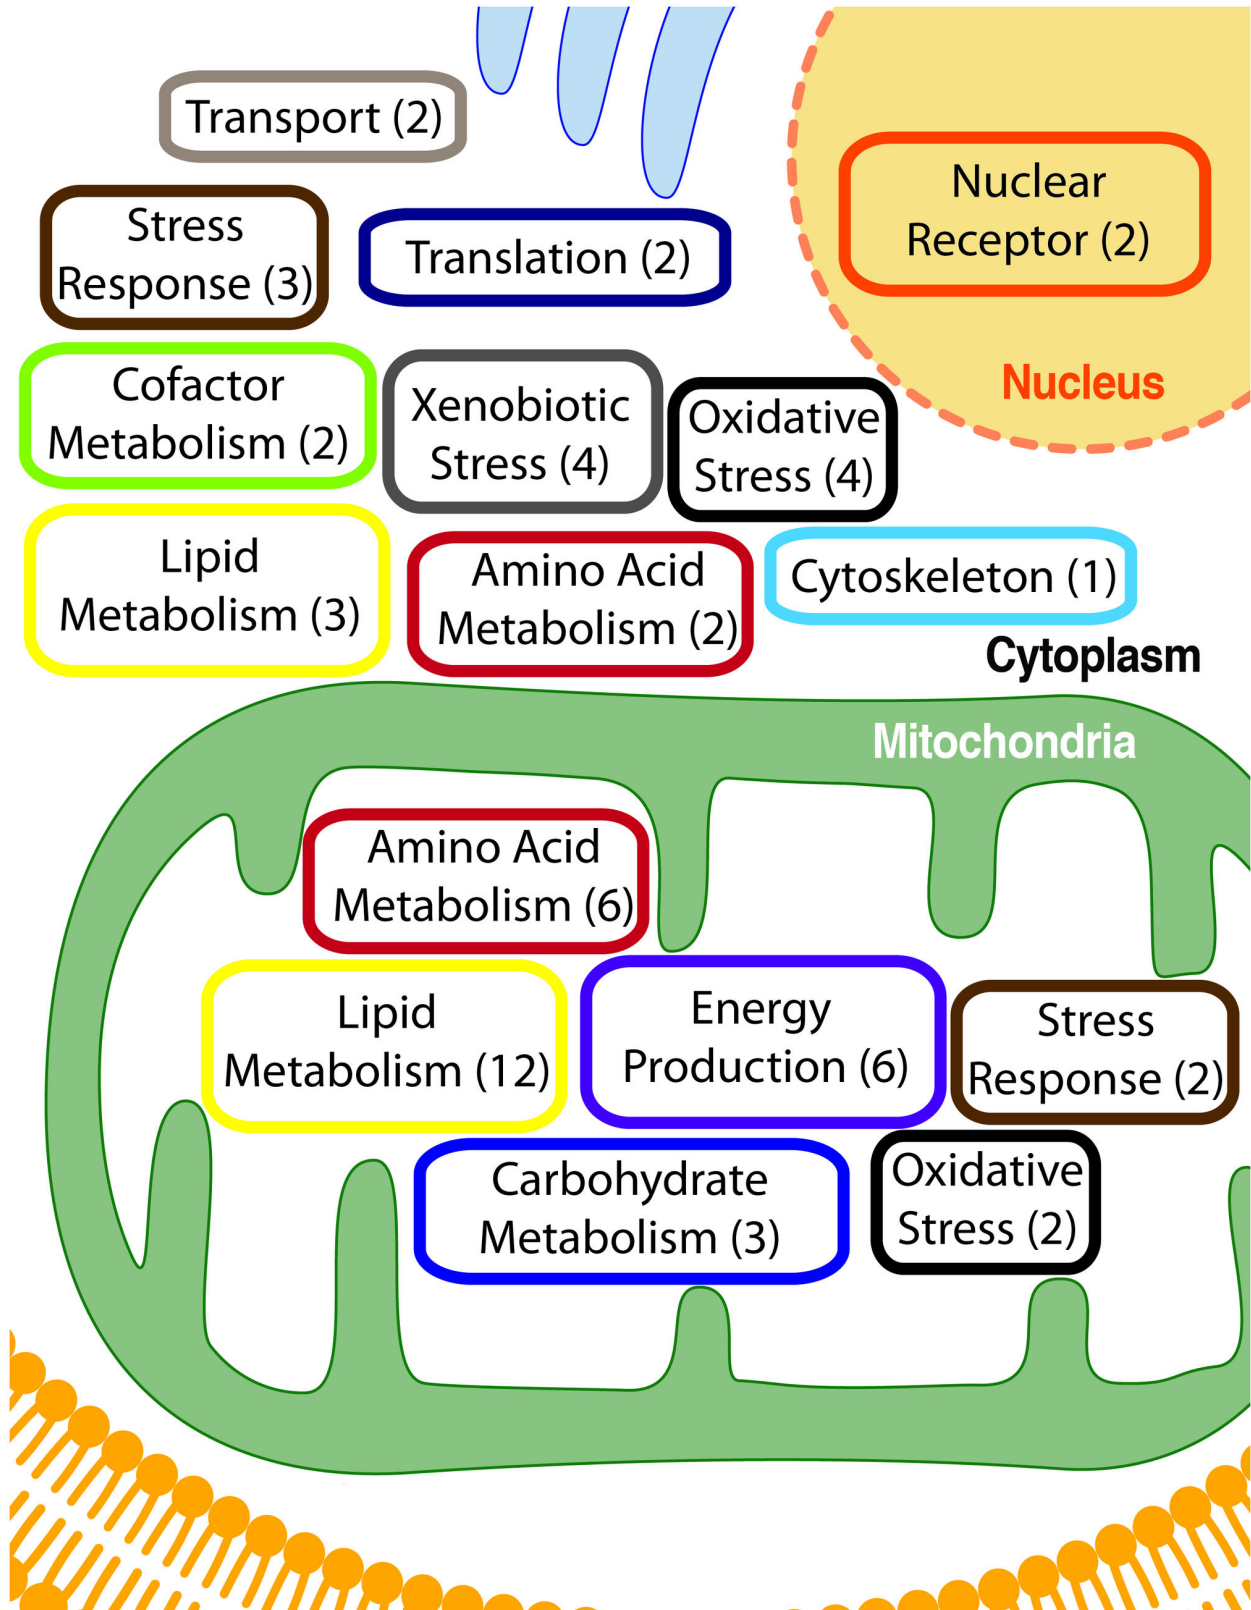 Transport (2)
Nuclear
Receptor (2)
Stress
Response (3)
Translation (2)
Nucleus
Cofactor
Metabolism (2)
Xenobiotic
Stress (4)
Oxidative
Stress (4)
Lipid
Metabolism (3)
Amino Acid
Metabolism (2)
Cytoskeleton (1)
Cytoplasm
Mitochondria
Amino Acid
Metabolism (6)
Lipid
Metabolism (12)
Energy
Production (6)
Stress
Response (2)
Carbohydrate
Metabolism (3)
Oxidative
Stress (2)